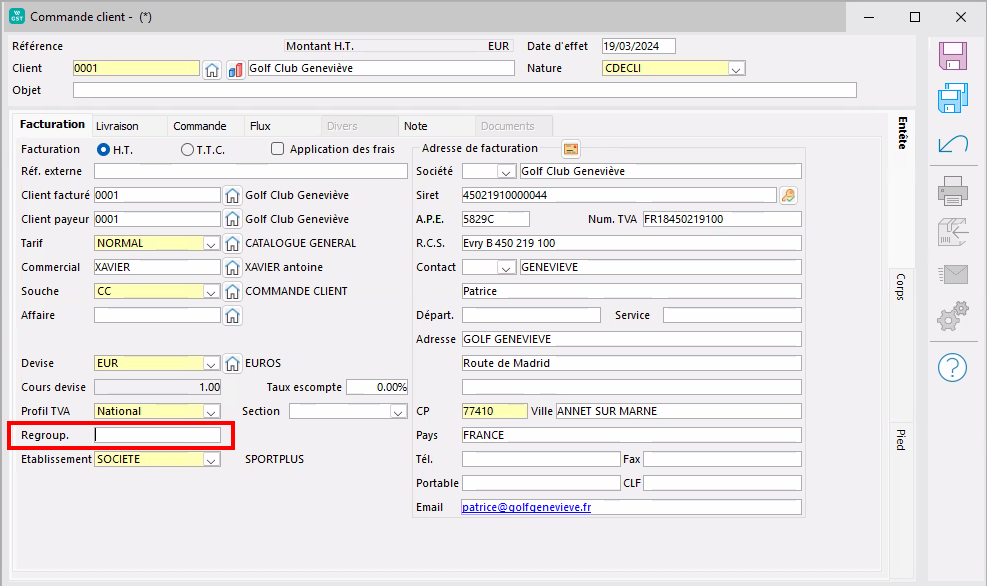 Commande client - (*)
Référence Montant H.T. EUR Date d'effet 19/03/2024
Client 0001 Golf Club Geneviève Nature CDECLI
Objet
Facturation Livraison Commande Flux Divers Note Documents
Entête
Corps
Pied
Facturation H.T. T.T.C. Application des frais
Réf. externe
Client facturé 0001 Golf Club Geneviève
Client payeur 0001 Golf Club Geneviève
Tarif NORMAL CATALOGUE GENERAL
Commercial XAVIER XAVIER antoine
Souche CC COMMANDE CLIENT
Affaire
Devise EUR EUROS
Cours devise 1.00 Taux escompte 0.00%
Profil TVA National Section
Regroup.
Etablissement SOCIETE SPORTPLUS
Adresse de facturation
Société Golf Club Geneviève
Siret 45021910000044
A.P.E. 5829C Num. TVA FR18450219100
R.C.S. Evry B 450 219 100
Contact GENEVIEVE
Patrice
Départ. Service
Adresse GOLF GENEVIEVE
Route de Madrid
CP 77410 Ville ANNET SUR MARNE
Pays FRANCE
Tél. Fax
Portable CLF
Email patrice@golfgenevieve.fr